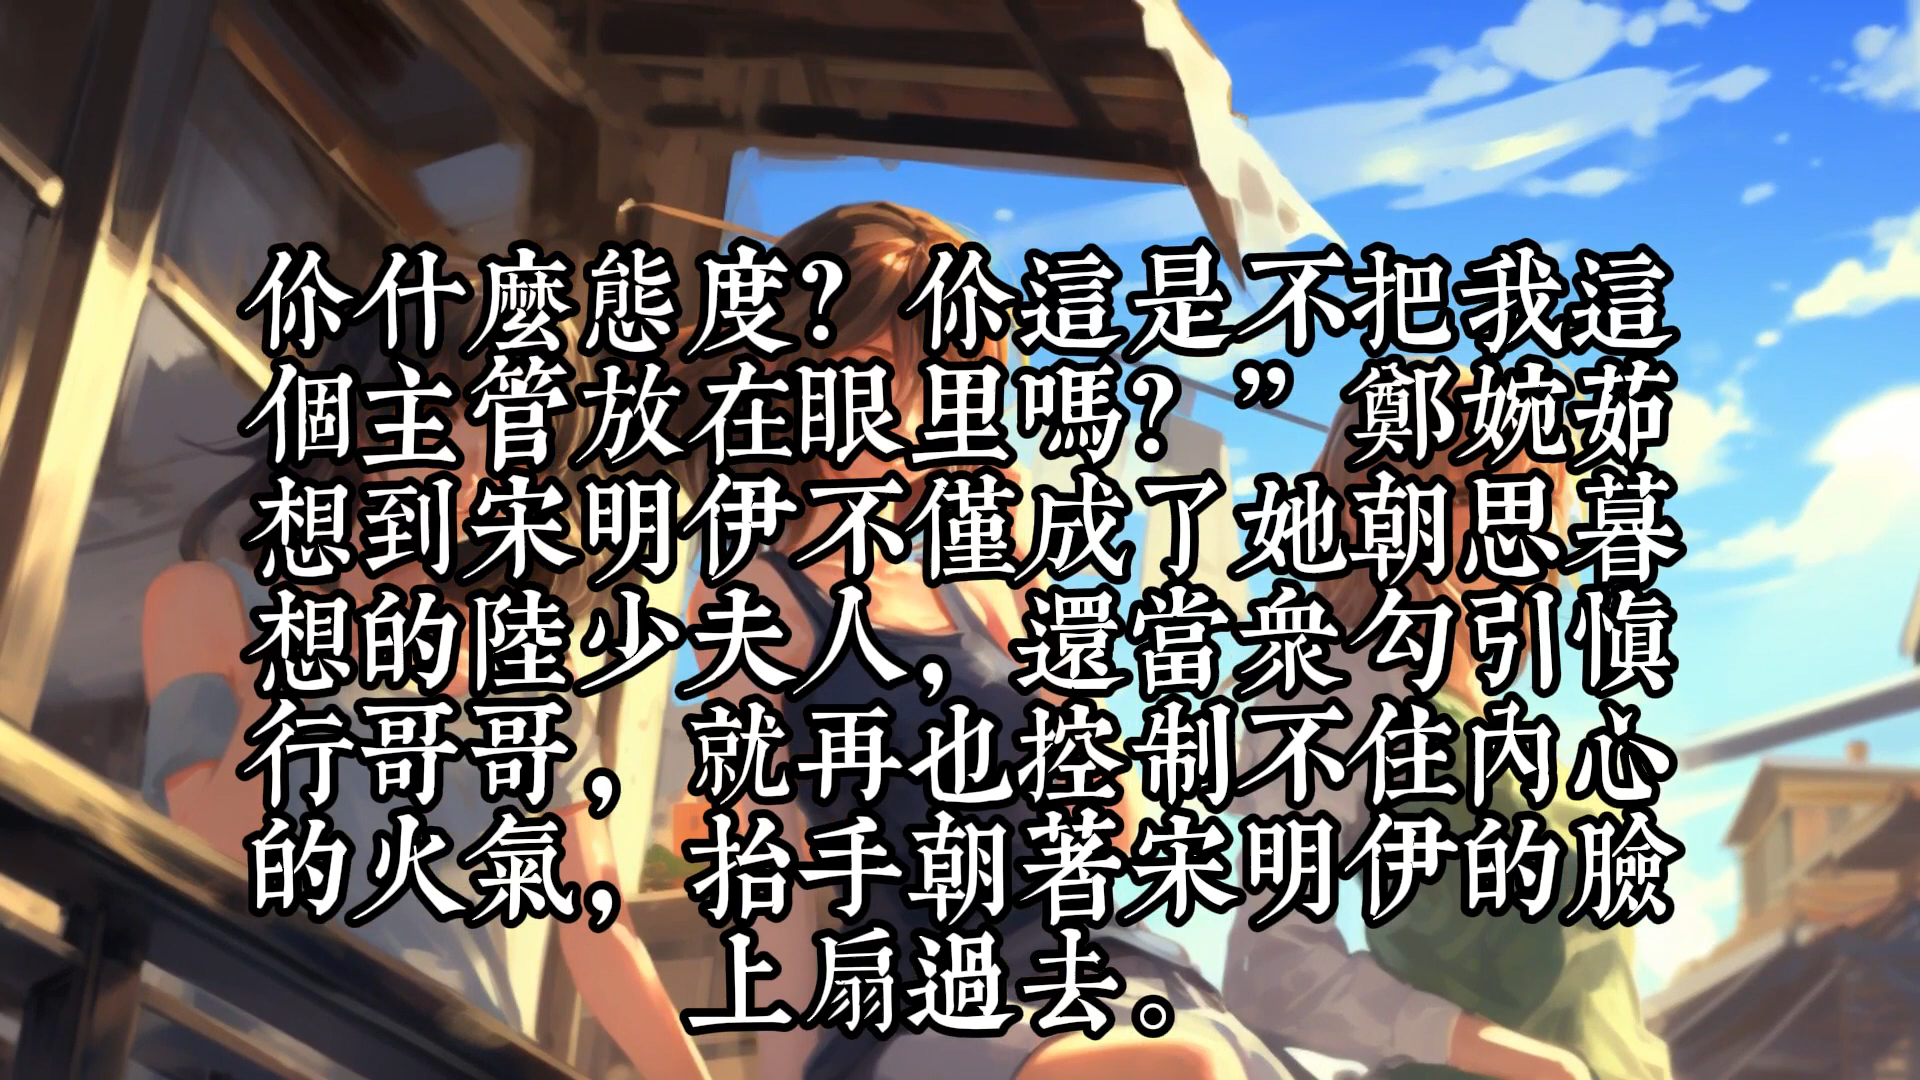 你什麼態度？你這是不把我這
個主管放在眼里嗎？”鄭婉茹
想到宋明伊不僅成了她朝思暮
想的陸少夫人，還當衆勾引慎
行哥哥，就再也控制不住內心
的火氣，抬手朝著宋明伊的臉
上扇過去。